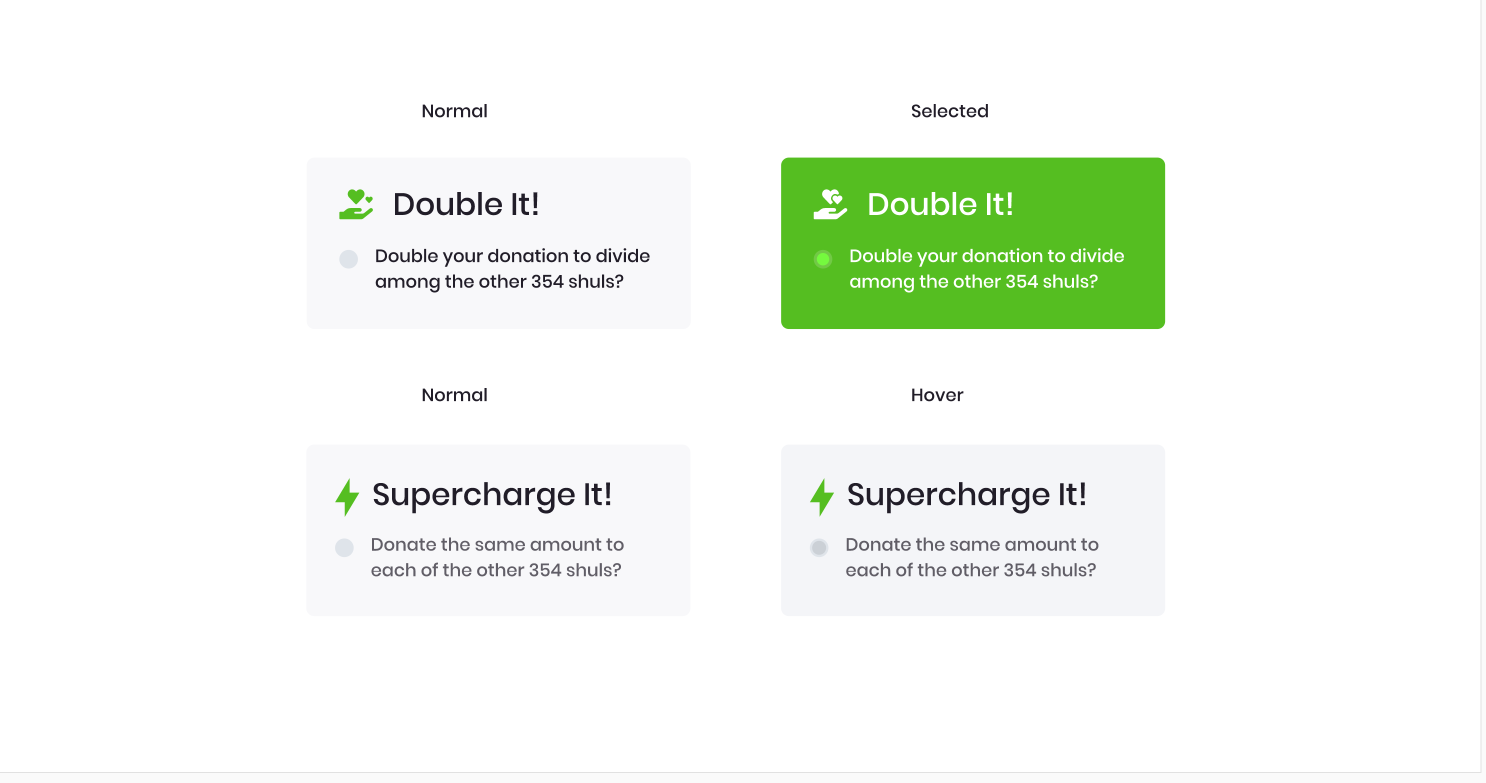 Normal
Selected
Double It!
Double your donation to divide
among the other 354 shuls?
Double It!
Double your donation to divide
among the other 354 shuls?
Normal
Hover
Supercharge It!
Donate the same amount to
each of the other 354 shuls?
Supercharge It!
Donate the same amount to
each of the other 354 shuls?